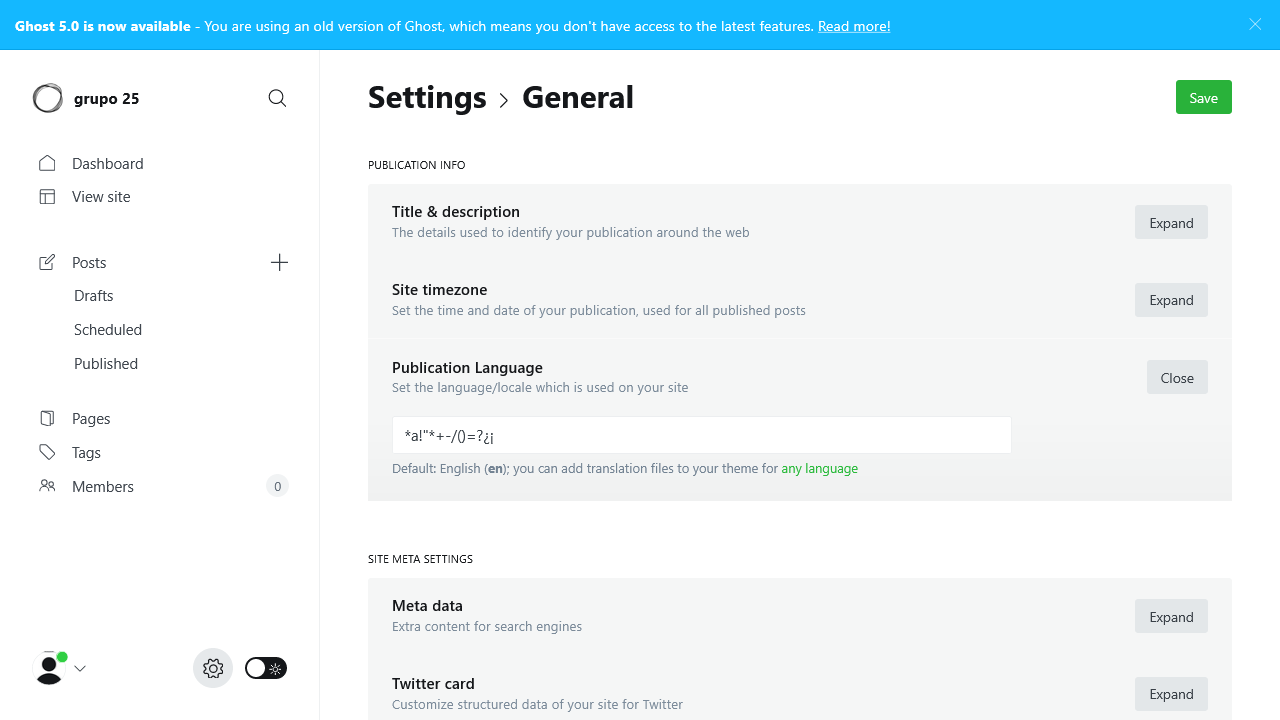 Ghost 5.0 is now available - You are using an old version of Ghost, which means you don't have access to the latest features. Read more!
grupo 25
Dashboard
View site
Posts
Drafts
Scheduled
Published
Pages
Tags
Members 0
Settings > General
Save
PUBLICATION INFO
Title & description
The details used to identify your publication around the web
Expand
Site timezone
Set the time and date of your publication, used for all published posts
Expand
Publication Language
Set the language/locale which is used on your site
Close
*a!"*+-/()=?¿¡
Default: English (en); you can add translation files to your theme for any language
SITE META SETTINGS
Meta data
Extra content for search engines
Expand
Twitter card
Customize structured data of your site for Twitter
Expand